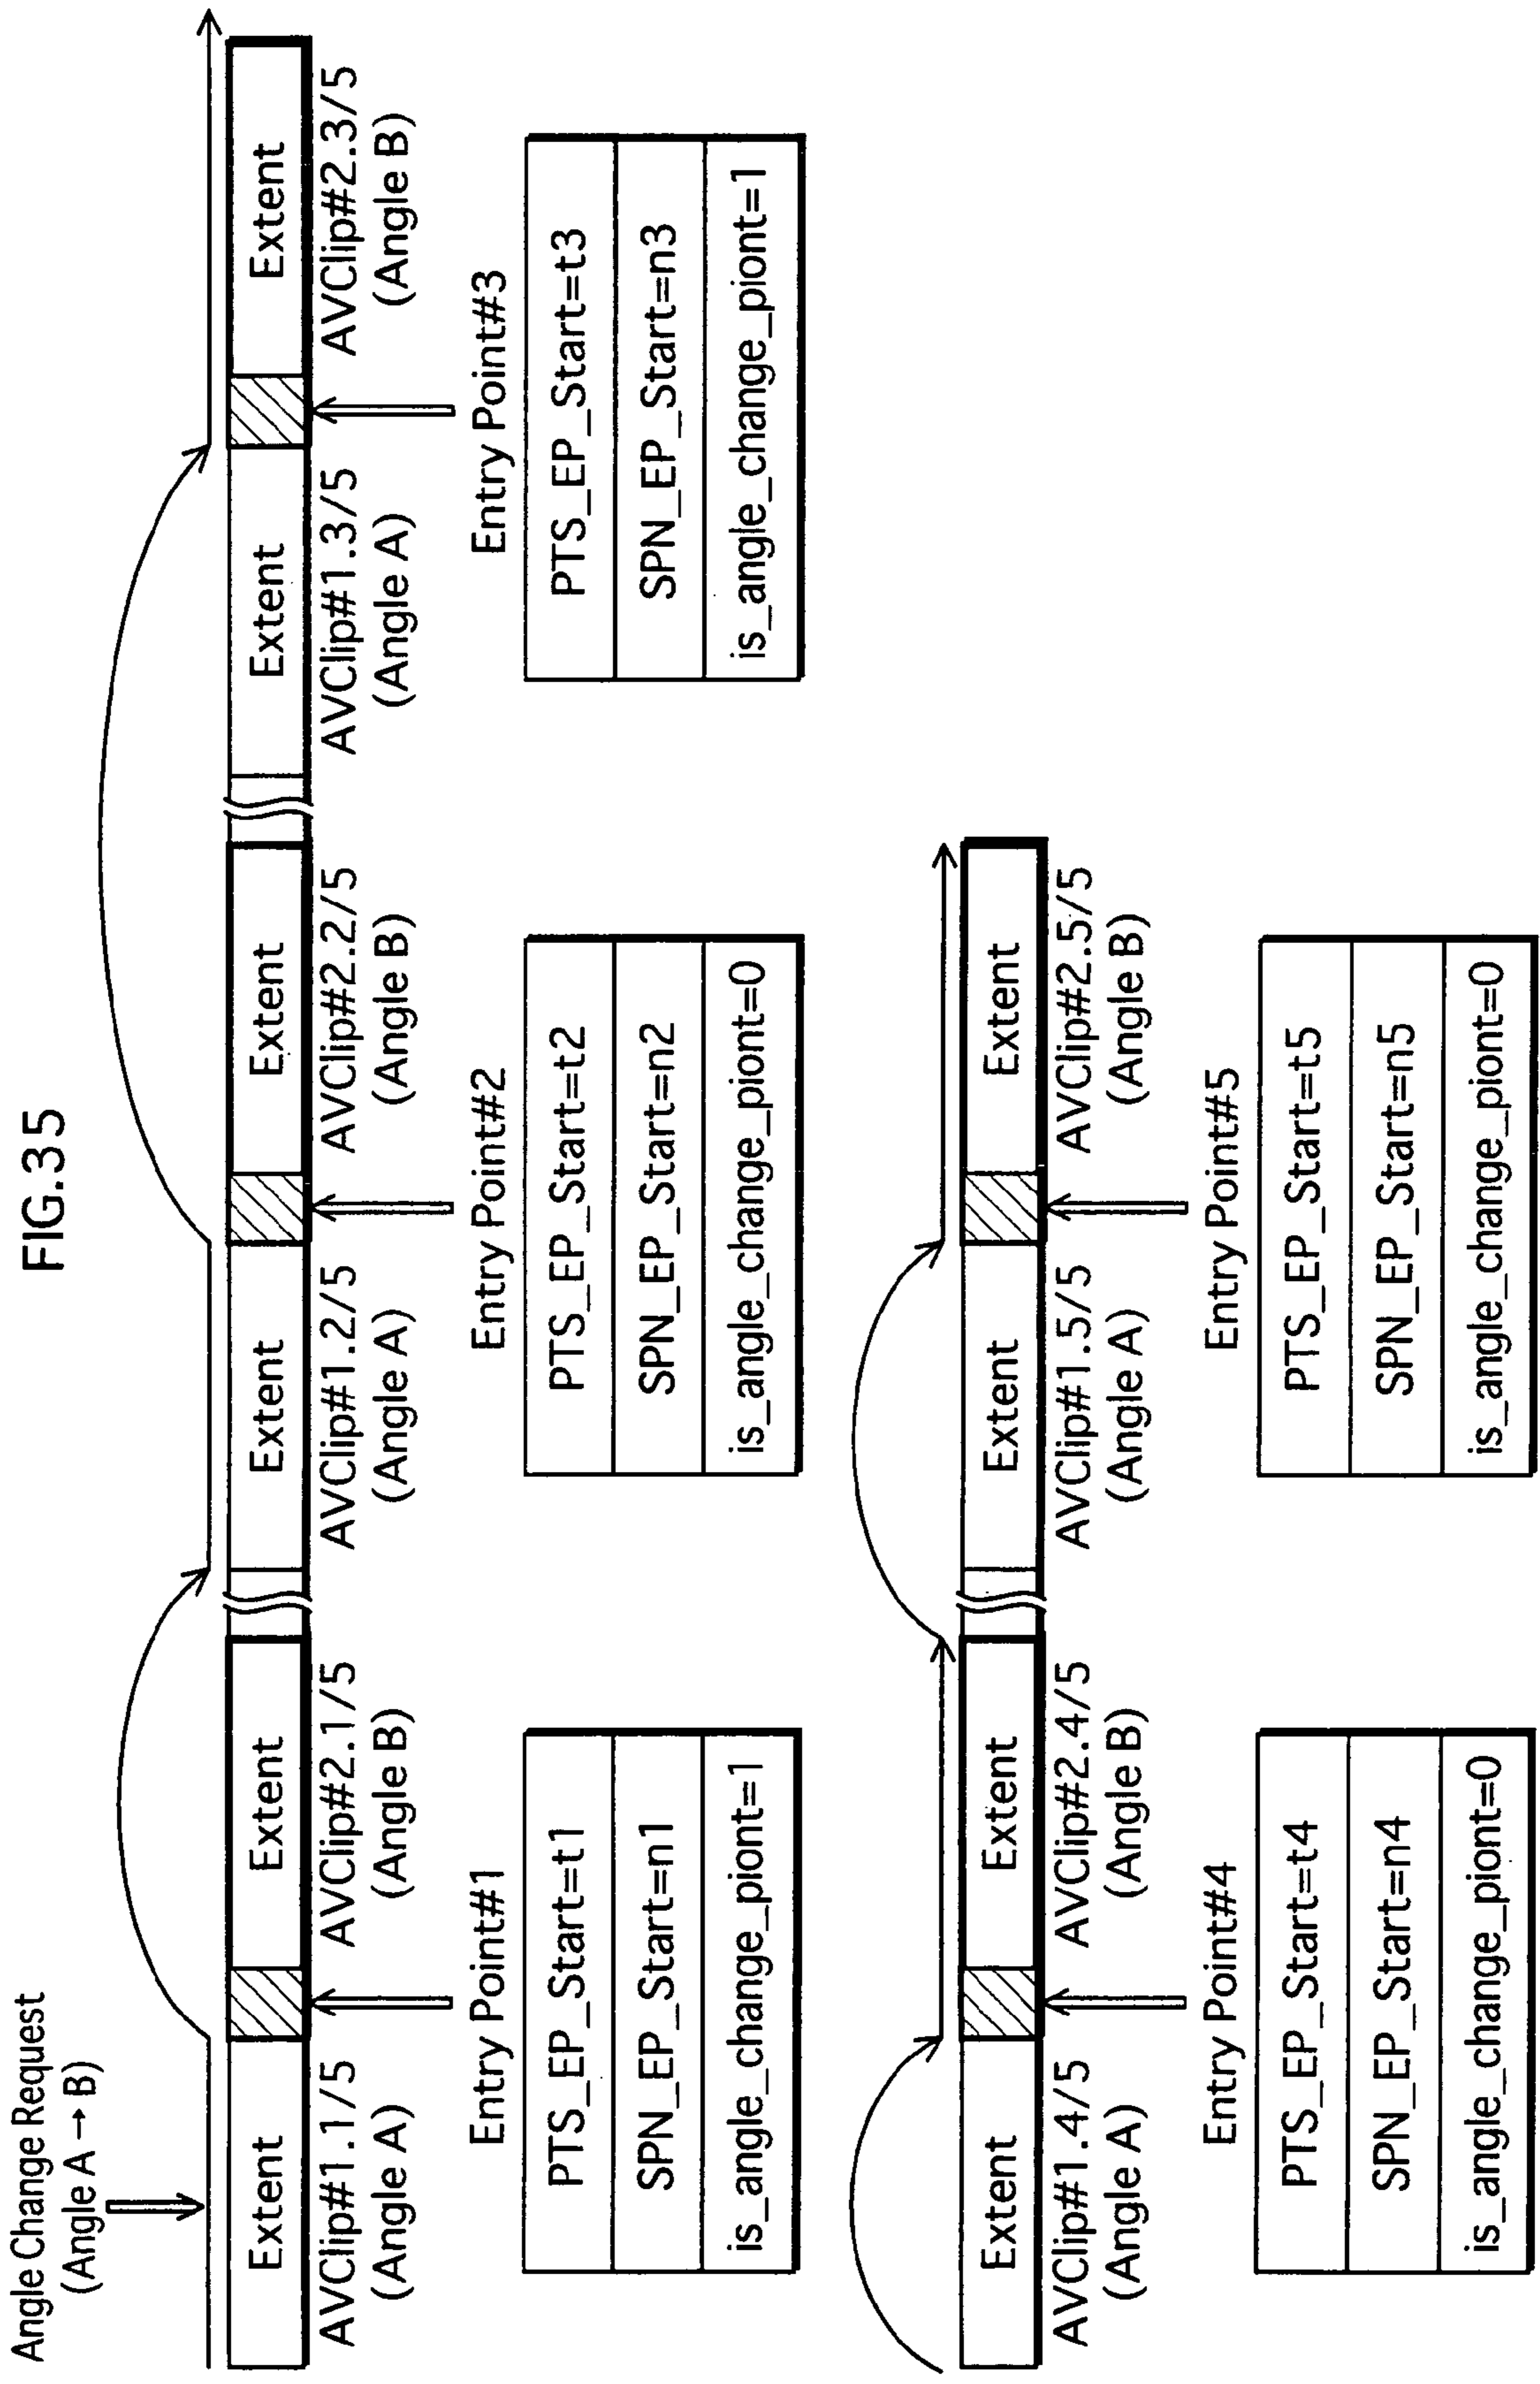 FIG.35
Angle Change Request
(Angle A → B)
Extent
Extent
Extent
Extent
Extent
Extent
AVClip#1.1/5
(Angle A)
AVClip#2.1/5
(Angle B)
AVClip#1.2/5
(Angle A)
AVClip#2.2/5
(Angle B)
AVClip#1.3/5
(Angle A)
AVClip#2.3/5
(Angle B)
Entry Point#1
PTS_EP_Start=t1
SPN_EP_Start=n1
is_angle_change_piont=1
Entry Point#2
PTS_EP_Start=t2
SPN_EP_Start=n2
is_angle_change_piont=0
Entry Point#3
PTS_EP_Start=t3
SPN_EP_Start=n3
is_angle_change_piont=1
Extent
Extent
Extent
Extent
AVClip#1.4/5
(Angle A)
AVClip#2.4/5
(Angle B)
AVClip#1.5/5
(Angle A)
AVClip#2.5/5
(Angle B)
Entry Point#4
PTS_EP_Start=t4
SPN_EP_Start=n4
is_angle_change_piont=0
Entry Point#5
PTS_EP_Start=t5
SPN_EP_Start=n5
is_angle_change_piont=0